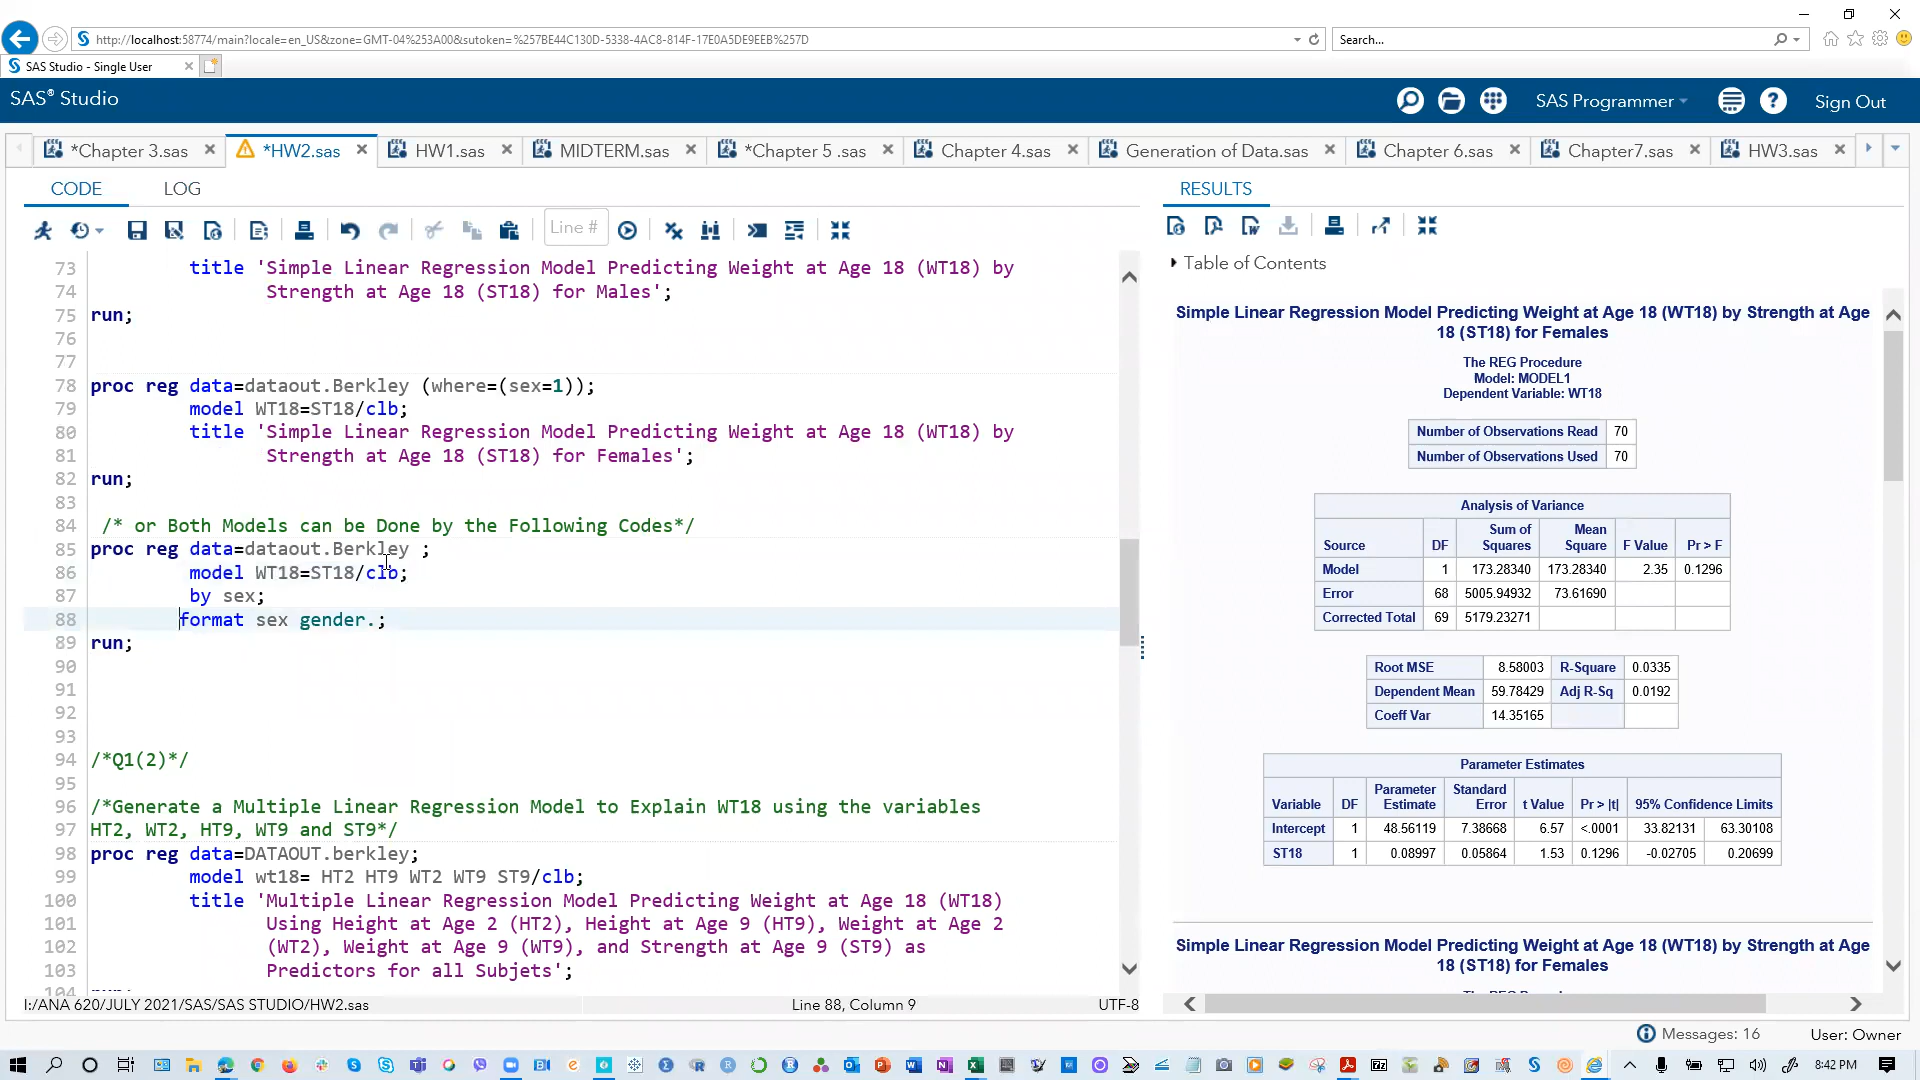 http://localhost:58774/main?locale=en_US&zone=GMT-04%253A00&sutoken=%257BE44C130D-5338-4AC8-814F-17E0A5DE9EEB%257D
Search...
SAS Studio - Single User
SAS® Studio
SAS Programmer
Sign Out
*Chapter 3.sas
*HW2.sas
HW1.sas
MIDTERM.sas
*Chapter 5 .sas
Chapter 4.sas
Generation of Data.sas
Chapter 6.sas
Chapter7.sas
HW3.sas
CODE
LOG
Line #
73 title 'Simple Linear Regression Model Predicting Weight at Age 18 (WT18) by
74 Strength at Age 18 (ST18) for Males';
75 run;
76
77
78 proc reg data=dataout.Berkley (where=(sex=1));
79 model WT18=ST18/clb;
80 title 'Simple Linear Regression Model Predicting Weight at Age 18 (WT18) by
81 Strength at Age 18 (ST18) for Females';
82 run;
83
84 /* or Both Models can be Done by the Following Codes*/
85 proc reg data=dataout.Berkley ;
86 model WT18=ST18/clb;
87 by sex;
88 format sex gender.;
89 run;
90
91
92
93
94 /*Q1(2)*/
95
96 /*Generate a Multiple Linear Regression Model to Explain WT18 using the variables
97 HT2, WT2, HT9, WT9 and ST9*/
98 proc reg data=DATAOUT.berkley;
99 model wt18= HT2 HT9 WT2 WT9 ST9/clb;
100 title 'Multiple Linear Regression Model Predicting Weight at Age 18 (WT18)
101 Using Height at Age 2 (HT2), Height at Age 9 (HT9), Weight at Age 2
102 (WT2), Weight at Age 9 (WT9), and Strength at Age 9 (ST9) as
103 Predictors for all Subjets';
104 run;
I:/ANA 620/JULY 2021/SAS/SAS STUDIO/HW2.sas
Line 88, Column 9
UTF-8
RESULTS
Table of Contents
Simple Linear Regression Model Predicting Weight at Age 18 (WT18) by Strength at Age
18 (ST18) for Females
The REG Procedure
Model: MODEL1
Dependent Variable: WT18
Number of Observations Read 70
Number of Observations Used 70
Analysis of Variance
Source DF Sum of Squares Mean Square F Value Pr > F
Model 1 173.28340 173.28340 2.35 0.1296
Error 68 5005.94932 73.61690
Corrected Total 69 5179.23271
Root MSE 8.58003 R-Square 0.0335
Dependent Mean 59.78429 Adj R-Sq 0.0192
Coeff Var 14.35165
Parameter Estimates
Variable DF Parameter Estimate Standard Error t Value Pr > |t| 95% Confidence Limits
Intercept 1 48.56119 7.38668 6.57 <.0001 33.82131 63.30108
ST18 1 0.08997 0.05864 1.53 0.1296 -0.02705 0.20699
Simple Linear Regression Model Predicting Weight at Age 18 (WT18) by Strength at Age
18 (ST18) for Females
Messages: 16
User: Owner
8:42 PM